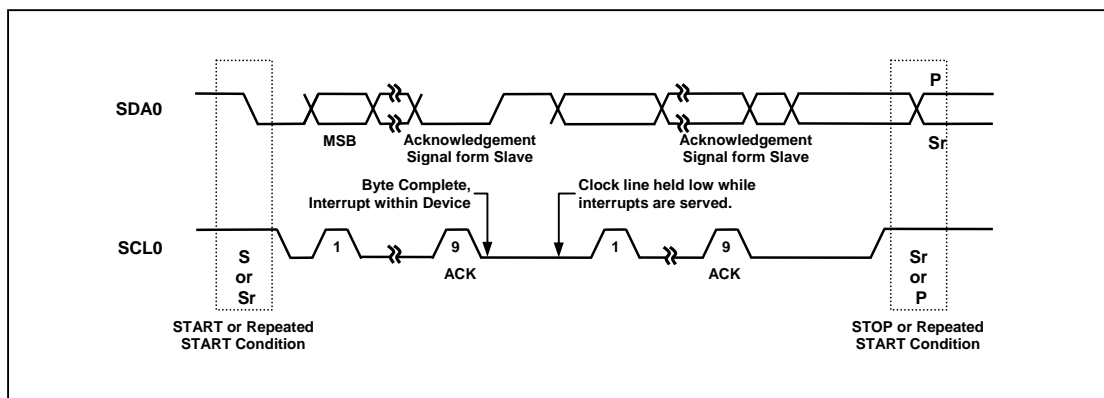 P
SDA0
MSB
Acknowledgement
Signal form Slave
Acknowledgement
Signal form Slave
Sr
Byte Complete,
Interrupt within Device
Clock line held low while
interrupts are served.
SCL0
1
9
1
9
S
or
Sr
ACK
ACK
Sr
or
P
START or Repeated
START Condition
STOP or Repeated
START Condition